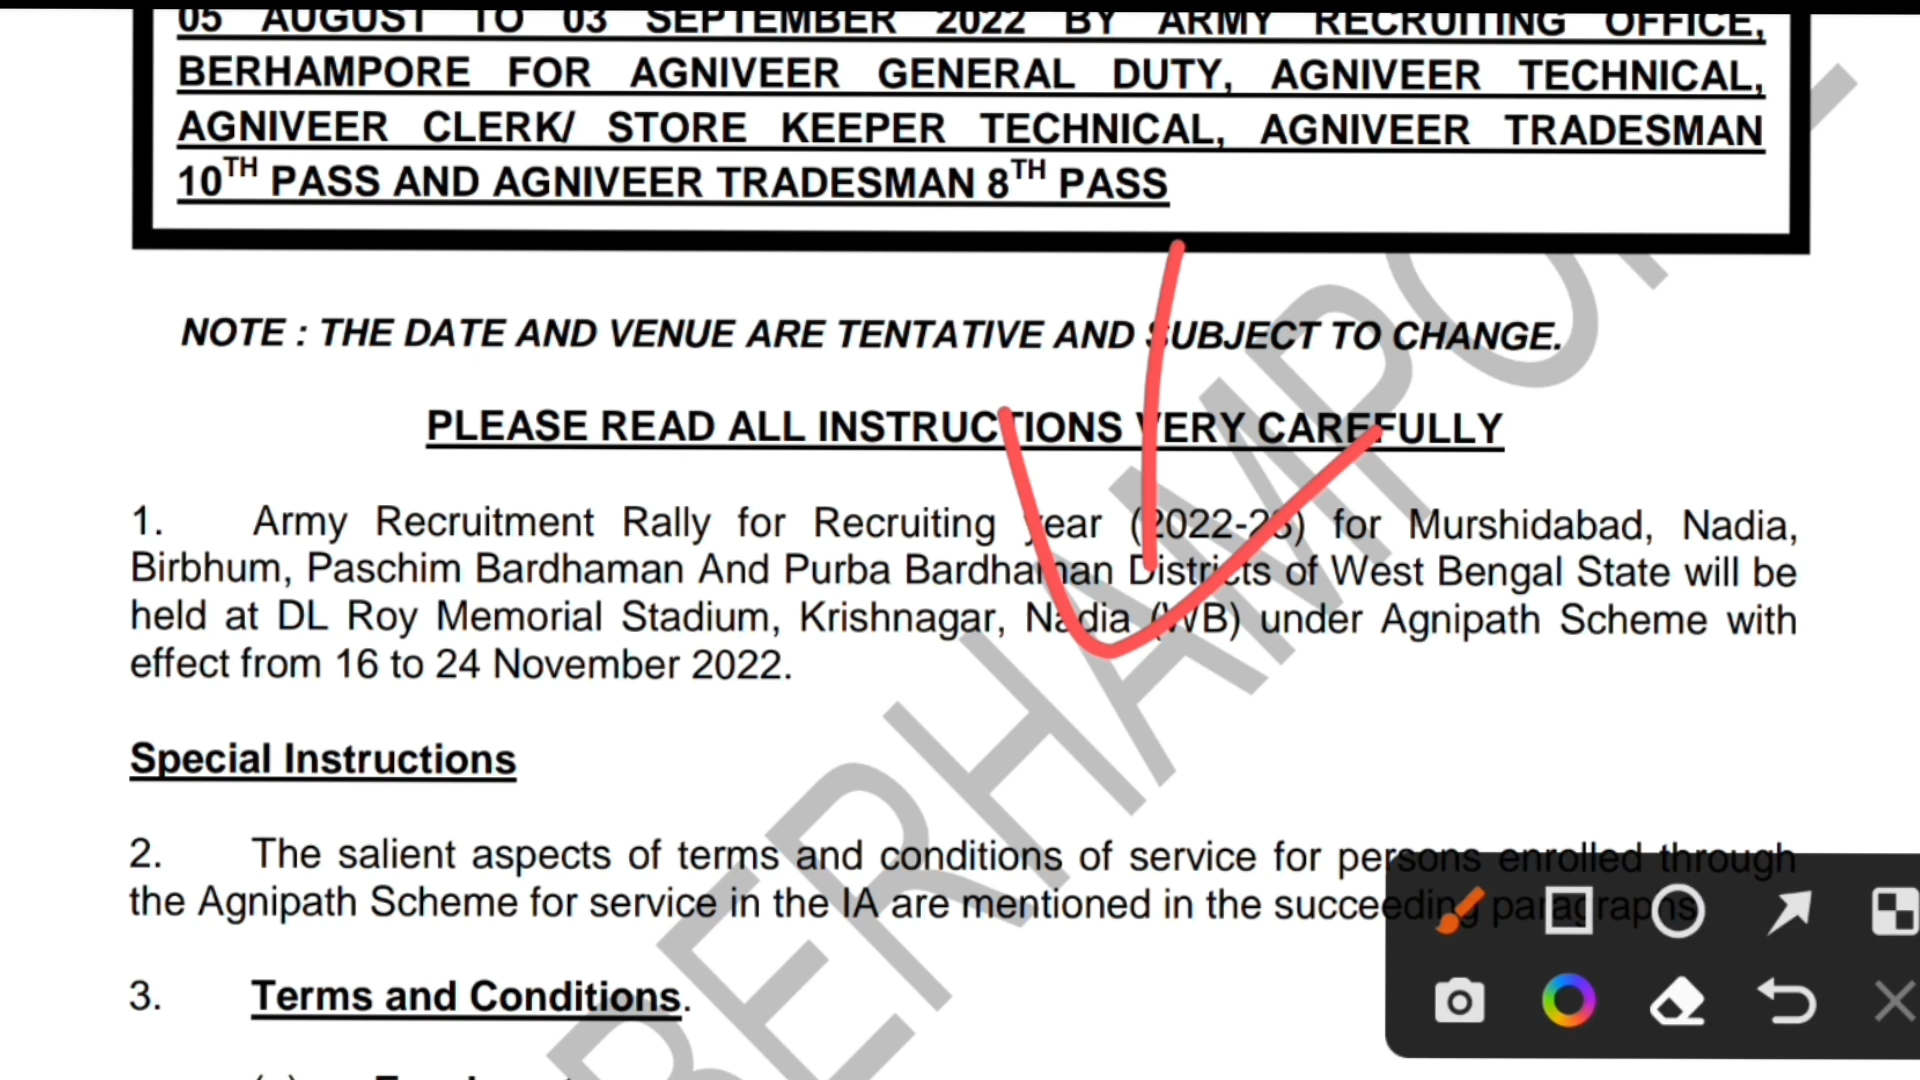 05 AUGUST TO 03 SEPTEMBER 2022 BY ARMY RECRUITING OFFICE,
BERHAMPORE FOR AGNIVEER GENERAL DUTY, AGNIVEER TECHNICAL,
AGNIVEER CLERK/ STORE KEEPER TECHNICAL, AGNIVEER TRADESMAN
10TH PASS AND AGNIVEER TRADESMAN 8TH PASS
NOTE : THE DATE AND VENUE ARE TENTATIVE AND SUBJECT TO CHANGE.
PLEASE READ ALL INSTRUCTIONS VERY CAREFULLY
1. Army Recruitment Rally for Recruiting year (2022-23) for Murshidabad, Nadia,
Birbhum, Paschim Bardhaman And Purba Bardhaman Districts of West Bengal State will be
held at DL Roy Memorial Stadium, Krishnagar, Nadia (WB) under Agnipath Scheme with
effect from 16 to 24 November 2022.
Special Instructions
2. The salient aspects of terms and conditions of service for persons enrolled through
the Agnipath Scheme for service in the IA are mentioned in the succeeding paragraphs
3. Terms and Conditions.
BERHAMPO